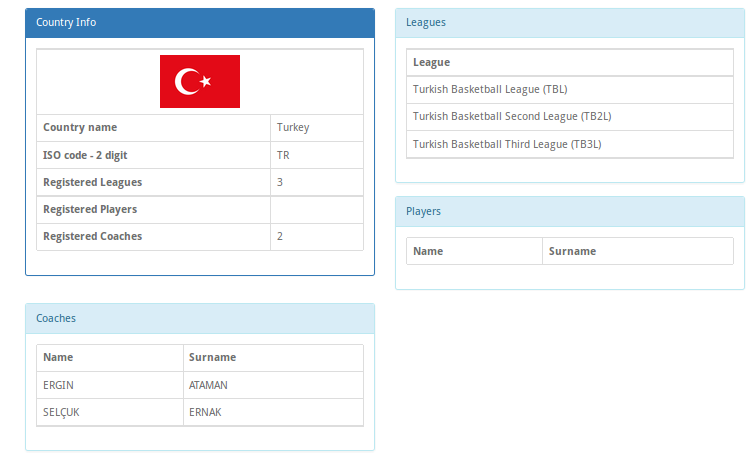 Country Info
Country name Turkey
ISO code - 2 digit TR
Registered Leagues 3
Registered Players
Registered Coaches 2
Leagues
League
Turkish Basketball League (TBL)
Turkish Basketball Second League (TB2L)
Turkish Basketball Third League (TB3L)
Players
Name Surname
Coaches
Name Surname
ERGIN ATAMAN
SELÇUK ERNAK